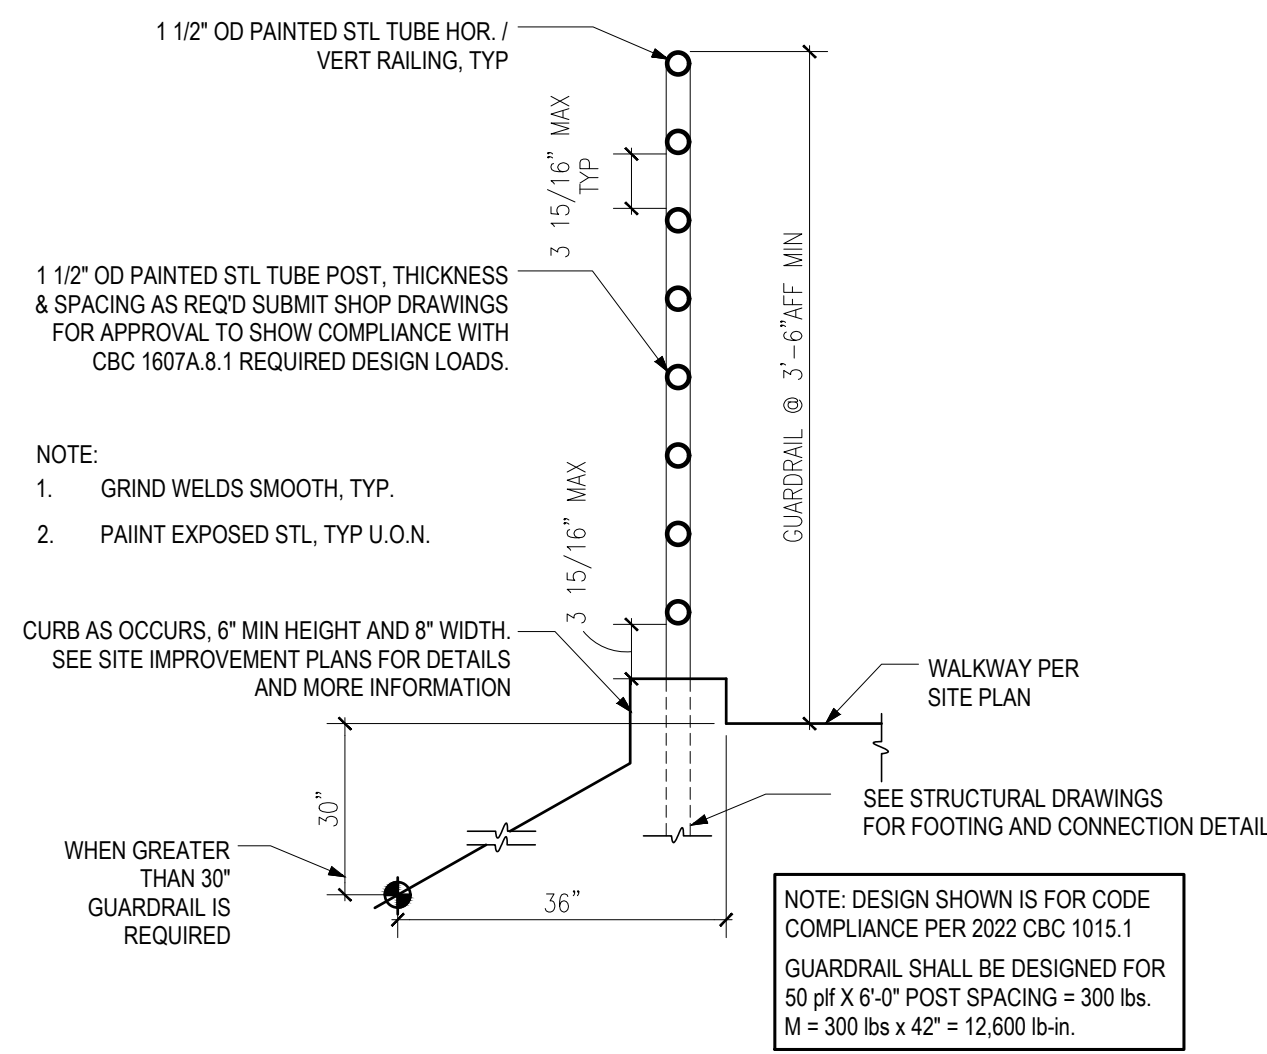 1 1/2" OD PAINTED STL TUBE HOR. /
VERT RAILING, TYP
3 15/16" MAX
TYP
1 1/2" OD PAINTED STL TUBE POST, THICKNESS
& SPACING AS REQ'D SUBMIT SHOP DRAWINGS
FOR APPROVAL TO SHOW COMPLIANCE WITH
CBC 1607A.8.1 REQUIRED DESIGN LOADS.
GUARDRAIL @ 3'-6"AFF MIN
NOTE:
1. GRIND WELDS SMOOTH, TYP.
2. PAIINT EXPOSED STL, TYP U.O.N.
3 15/16" MAX
CURB AS OCCURS, 6" MIN HEIGHT AND 8" WIDTH.
SEE SITE IMPROVEMENT PLANS FOR DETAILS
AND MORE INFORMATION
WALKWAY PER
SITE PLAN
30"
SEE STRUCTURAL DRAWINGS
FOR FOOTING AND CONNECTION DETAIL
WHEN GREATER
THAN 30"
GUARDRAIL IS
REQUIRED
36"
NOTE: DESIGN SHOWN IS FOR CODE
COMPLIANCE PER 2022 CBC 1015.1
GUARDRAIL SHALL BE DESIGNED FOR
50 plf X 6'-0" POST SPACING = 300 lbs.
M = 300 lbs x 42" = 12,600 lb-in.